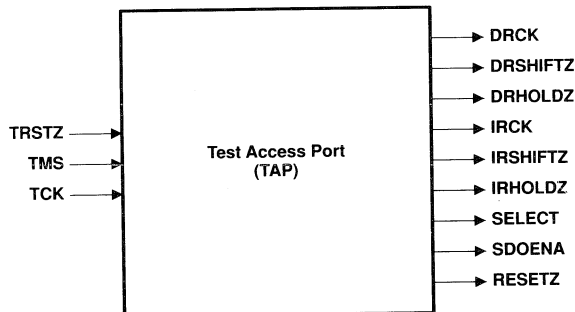 DRCK
DRSHIFTZ
DRHOLDZ
TRSTZ
IRCK
TMS
Test Access Port
(TAP)
IRSHIFTZ
TCK
IRHOLDZ
SELECT
SDOENA
RESETZ